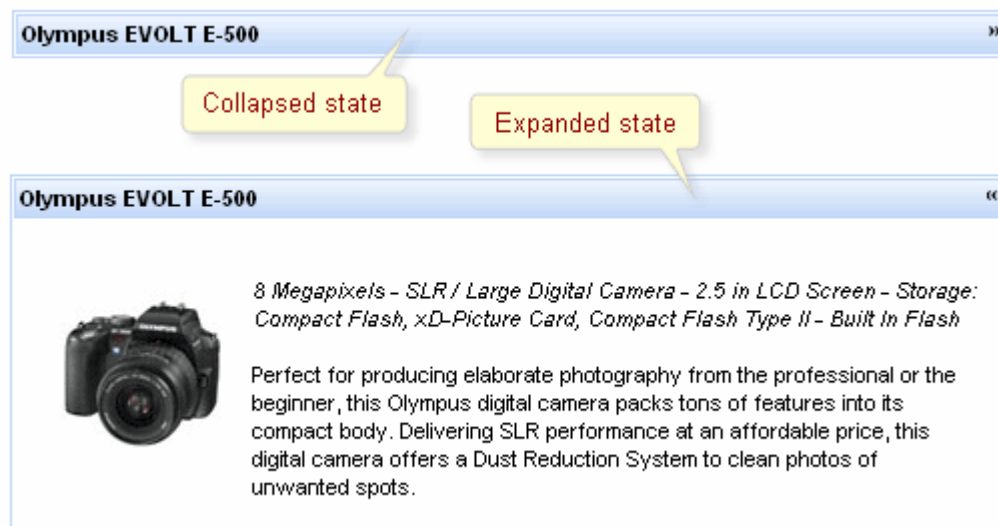 Olympus EVOLT E-500 »
Collapsed state
Expanded state
Olympus EVOLT E-500 «
8 Megapixels - SLR / Large Digital Camera - 2.5 in LCD Screen - Storage:
Compact Flash, xD-Picture Card, Compact Flash Type II - Built In Flash
Perfect for producing elaborate photography from the professional or the
beginner, this Olympus digital camera packs tons of features into its
compact body. Delivering SLR performance at an affordable price, this
digital camera offers a Dust Reduction System to clean photos of
unwanted spots.
OLYMPUS